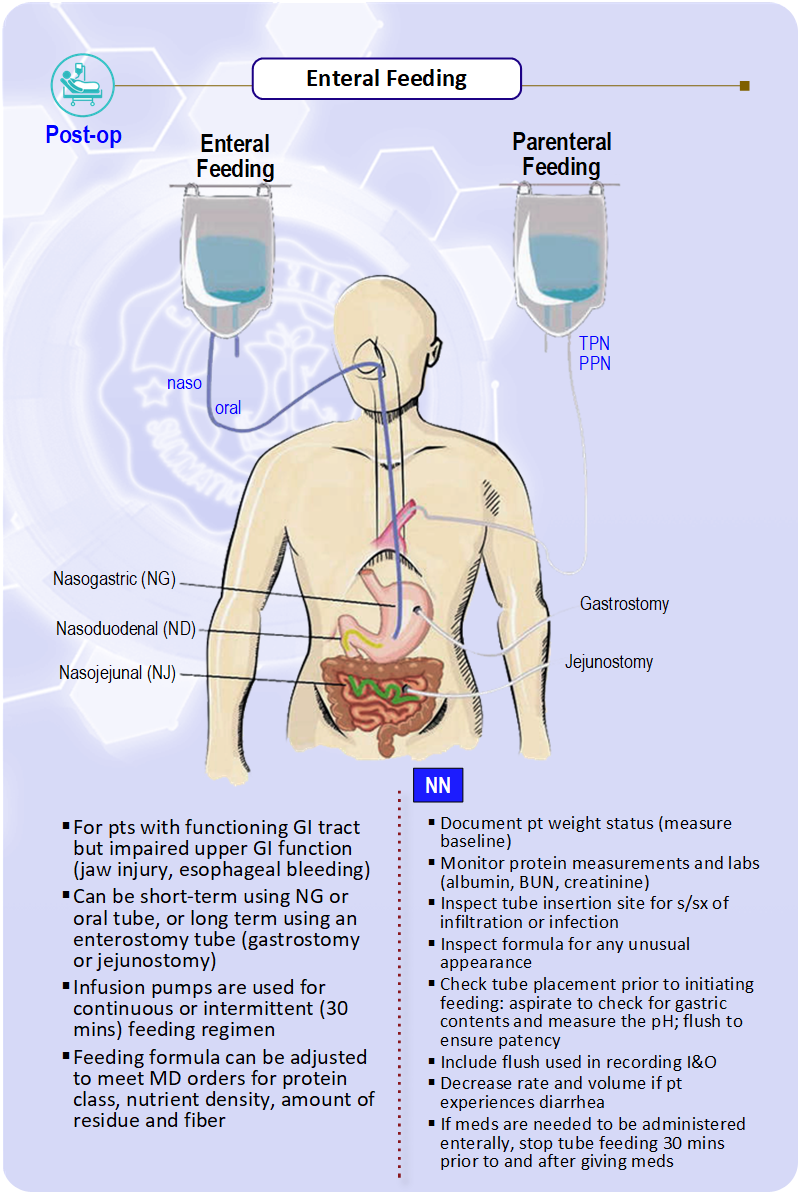 Enteral Feeding
Post-op
Enteral
Feeding
Parenteral
Feeding
TPN
PPN
naso
oral
Nasogastric (NG)
Nasoduodenal (ND)
Nasojejunal (NJ)
Gastrostomy
Jejunostomy
NN
▪ For pts with functioning GI tract
but impaired upper GI function
(jaw injury, esophageal bleeding)
▪ Can be short-term using NG or
oral tube, or long term using an
enterostomy tube (gastrostomy
or jejunostomy)
▪ Infusion pumps are used for
continuous or intermittent (30
mins) feeding regimen
▪ Feeding formula can be adjusted
to meet MD orders for protein
class, nutrient density, amount of
residue and fiber
▪ Document pt weight status (measure
baseline)
▪ Monitor protein measurements and labs
(albumin, BUN, creatinine)
▪ Inspect tube insertion site for s/sx of
infiltration or infection
▪ Inspect formula for any unusual
appearance
▪ Check tube placement prior to initiating
feeding: aspirate to check for gastric
contents and measure the pH; flush to
ensure patency
▪ Include flush used in recording I&O
▪ Decrease rate and volume if pt
experiences diarrhea
▪ If meds are needed to be administered
enterally, stop tube feeding 30 mins
prior to and after giving meds